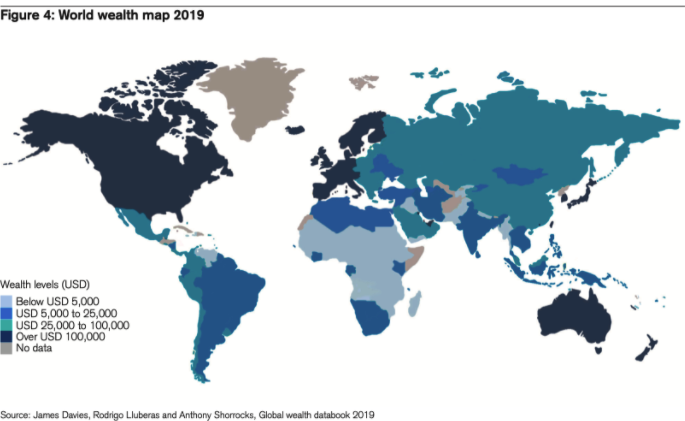 Figure 4: World wealth map 2019
Wealth levels (USD)
Below USD 5,000
USD 5,000 to 25,000
USD 25,000 to 100,000
Over USD 100,000
No data
Source: James Davies, Rodrigo Lluberas and Anthony Shorrocks, Global wealth databook 2019